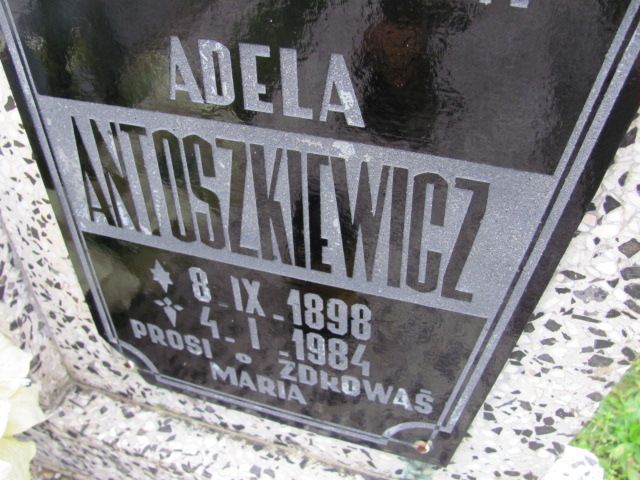 ADELA
ANTOSZKIEWICZ
* 8 IX 1898
✝ 4 - I - 1984
PROSI O ZDROWAŚ
MARIA